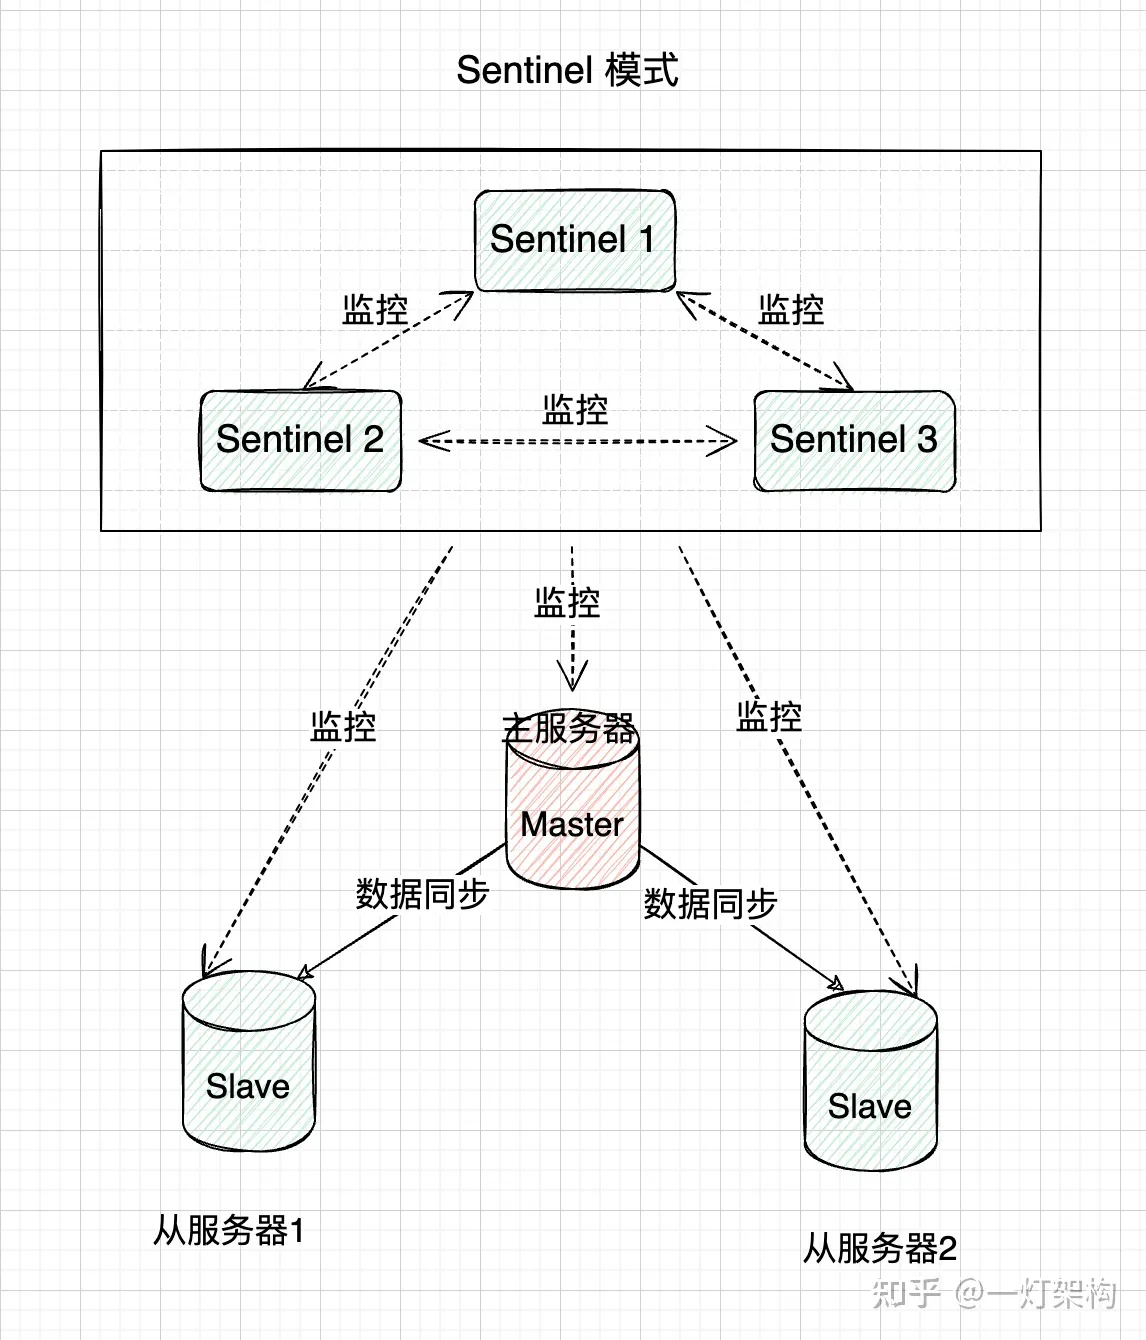 Sentinel 模式
Sentinel 1
监控
监控
监控
Sentinel 2
Sentinel 3
监控
监控
监控
主服务器
Master
数据同步
数据同步
Slave
Slave
从服务器1
从服务器2
知乎 @一灯架构